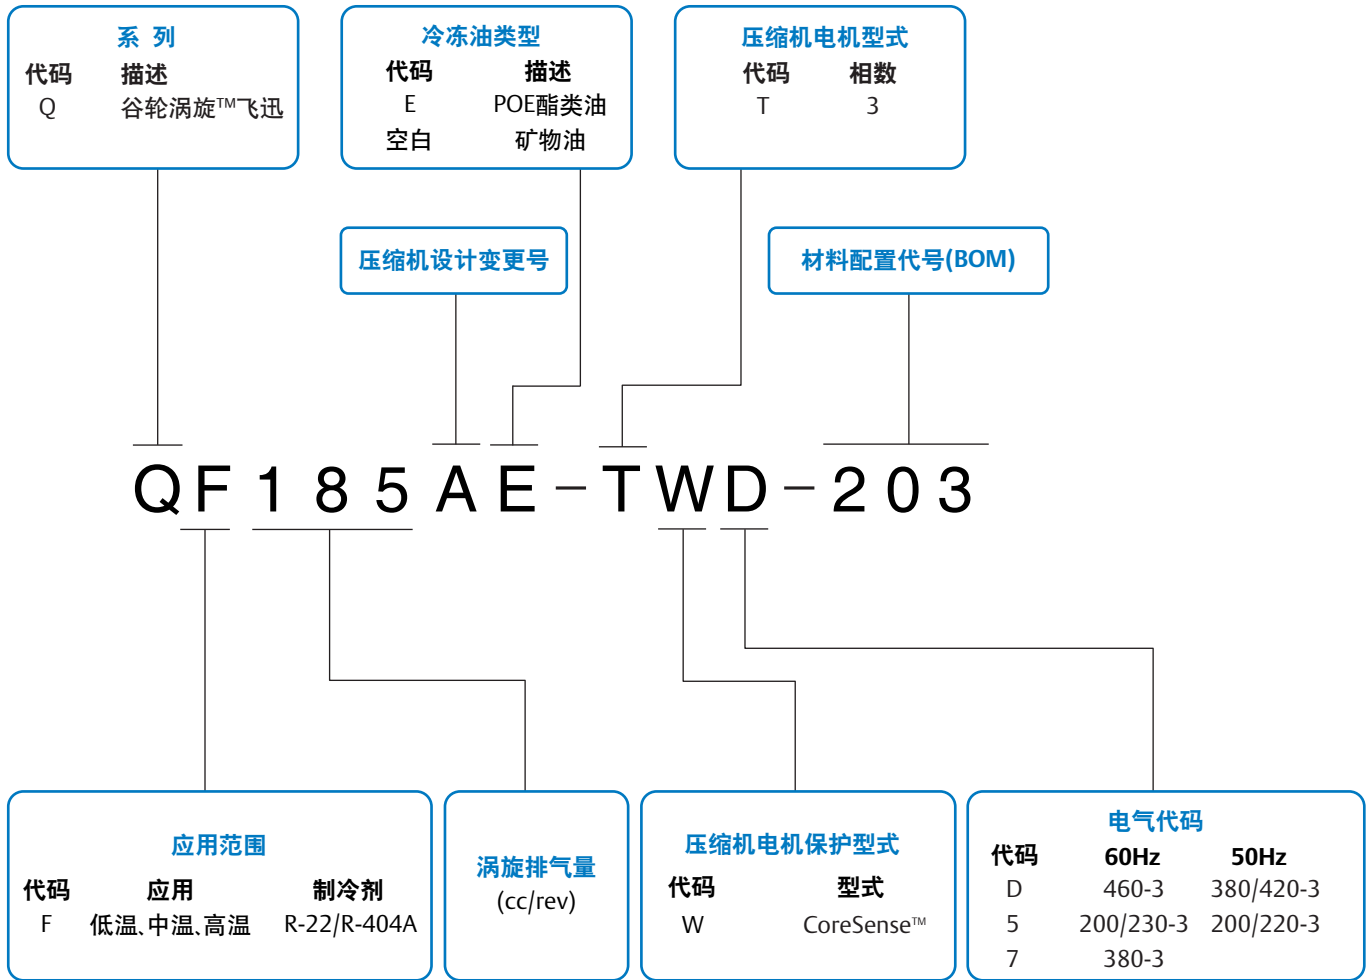 系 列
代码 描述
Q 谷轮涡旋™飞迅
冷冻油类型
代码 描述
E POE酯类油
空白 矿物油
压缩机电机型式
代码 相数
T 3
压缩机设计变更号
材料配置代号(BOM)
QF185AE-TWD-203
应用范围
代码 应用 制冷剂
F 低温、中温、高温 R-22/R-404A
涡旋排气量
(cc/rev)
压缩机电机保护型式
代码 型式
W CoreSense™
电气代码
代码 60Hz 50Hz
D 460-3 380/420-3
5 200/230-3 200/220-3
7 380-3